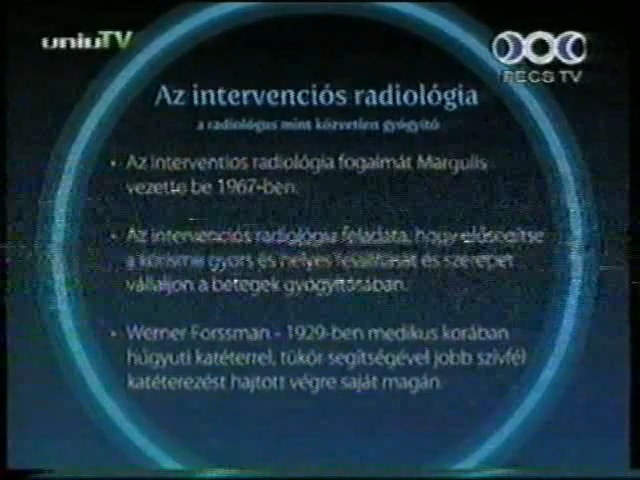 uniuTV
PECS TV
Az intervenciós radiológia
a radiológus mint közvetlen gyógyító
• Az interventiós radiológia fogalmát Margulis
vezette be 1967-ben.
• Az intervenciós radiológia feladata, hogy elősegítse
a kórisme gyors és helyes felállítását és szerepet
vállaljon a betegek gyógyításában.
• Werner Forssman - 1929-ben medikus korában
húgyuti katéterrel, tükör segítségével jobb szívfél
katéterezést hajtott végre saját magán.